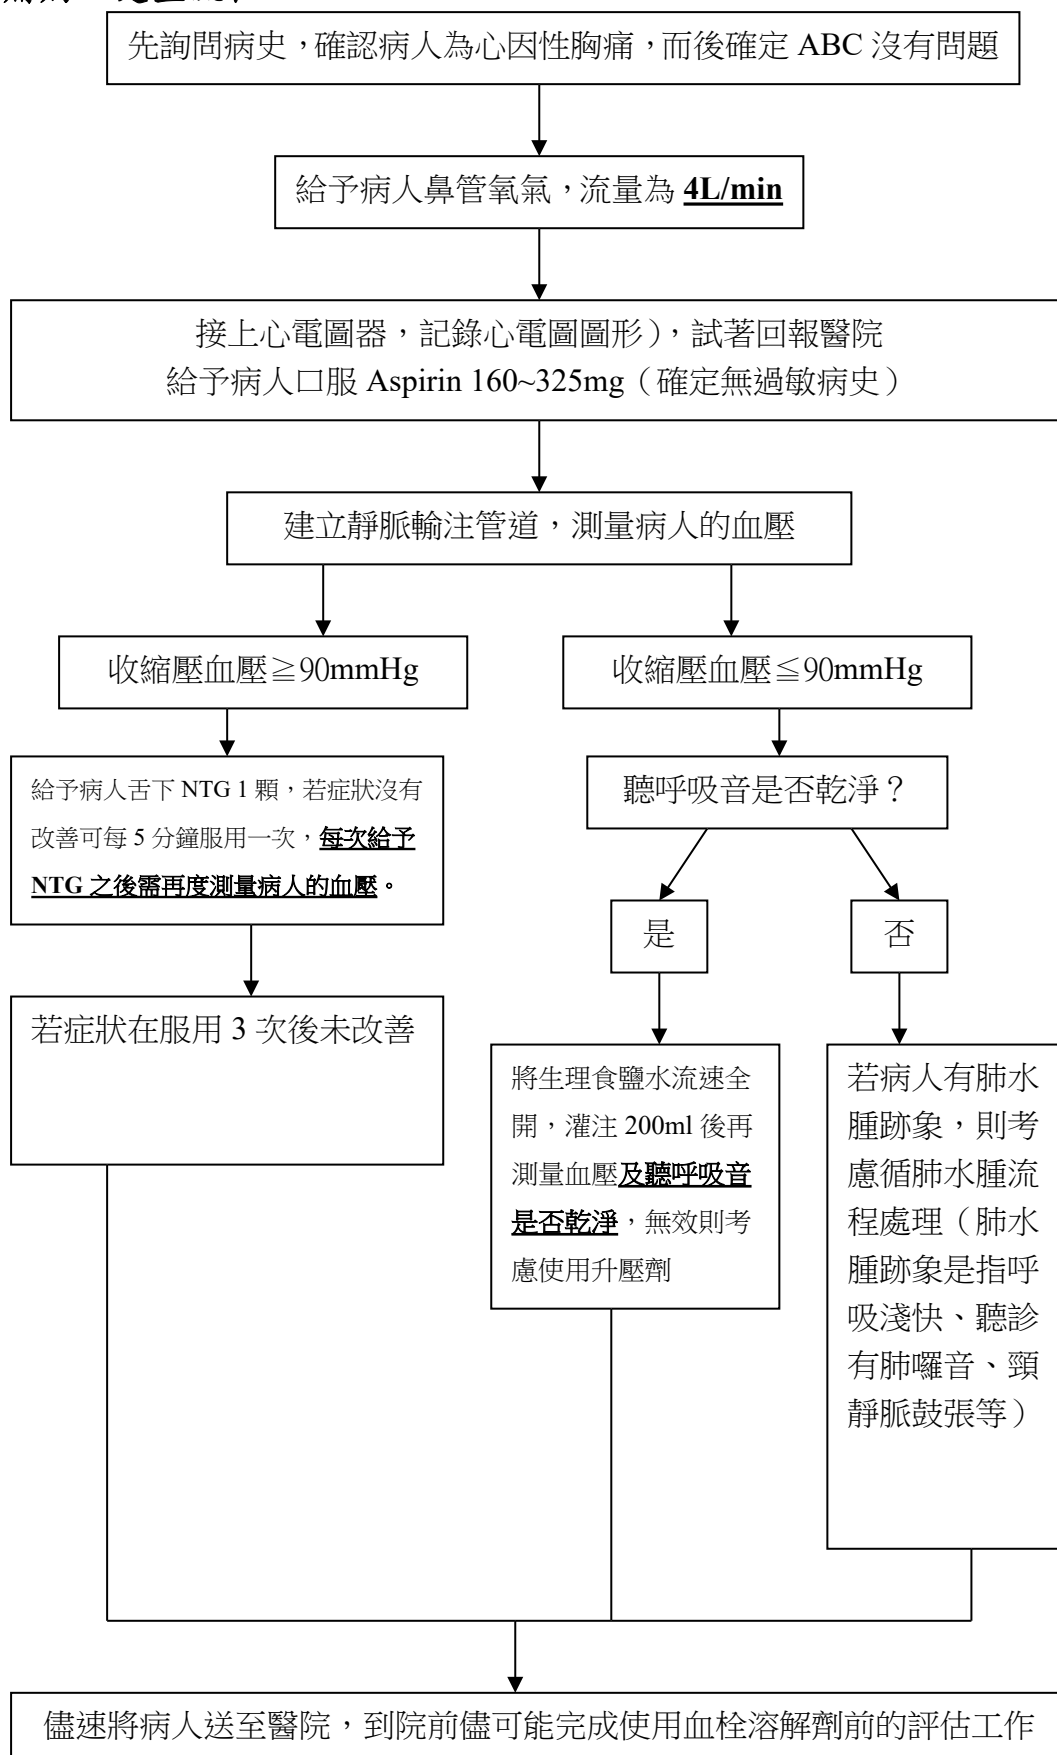 先詢問病史，確認病人為心因性胸痛，而後確定 ABC 沒有問題
給予病人鼻管氧氣，流量為 4L/min
接上心電圖器，記錄心電圖圖形），試著回報醫院
給予病人口服 Aspirin 160~325mg（確定無過敏病史）
建立靜脈輸注管道，測量病人的血壓
收縮壓血壓≧90mmHg
收縮壓血壓≦90mmHg
給予病人舌下 NTG 1 顆，若症狀沒有
改善可每 5 分鐘服用一次，每次給予
NTG 之後需再度測量病人的血壓。
聽呼吸音是否乾淨？
是
否
若症狀在服用 3 次後未改善
將生理食鹽水流速全
開，灌注 200ml 後再
測量血壓及聽呼吸音
是否乾淨，無效則考
慮使用升壓劑
若病人有肺水
腫跡象，則考
慮循肺水腫流
程處理（肺水
腫跡象是指呼
吸淺快、聽診
有肺囉音、頸
靜脈鼓張等）
儘速將病人送至醫院，到院前儘可能完成使用血栓溶解劑前的評估工作